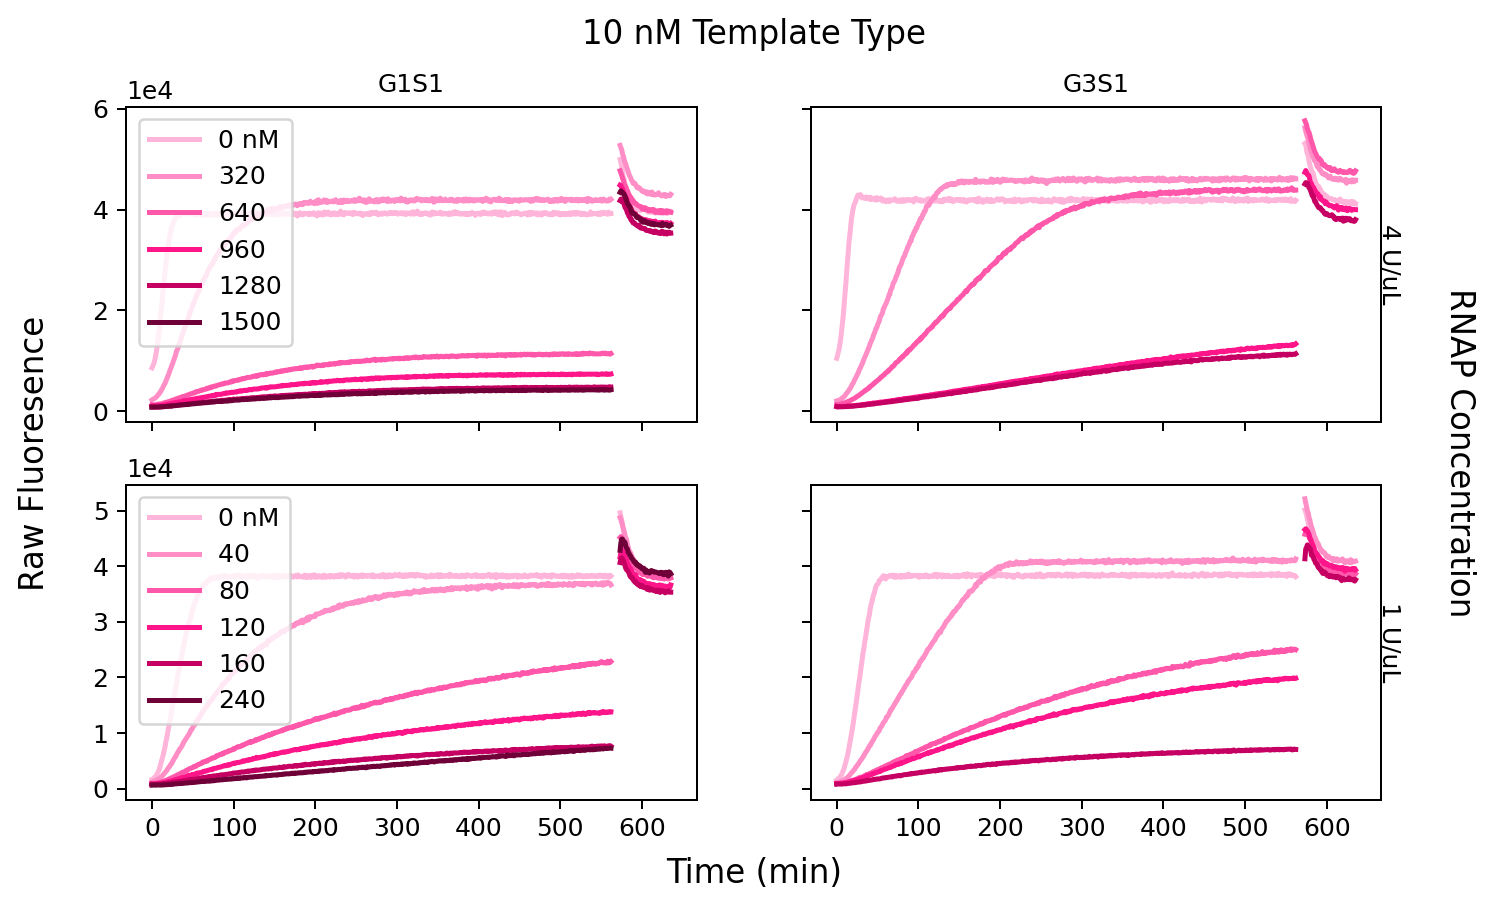 10 nM Template Type
G1S1
G3S1
1e4
6
4
2
0
0 nM
320
640
960
1280
1500
4 U/uL
1e4
5
4
3
2
1
0
0 nM
40
80
120
160
240
1 U/uL
0 100 200 300 400 500 600
0 100 200 300 400 500 600
Raw Fluoresence
RNAP Concentration
Time (min)